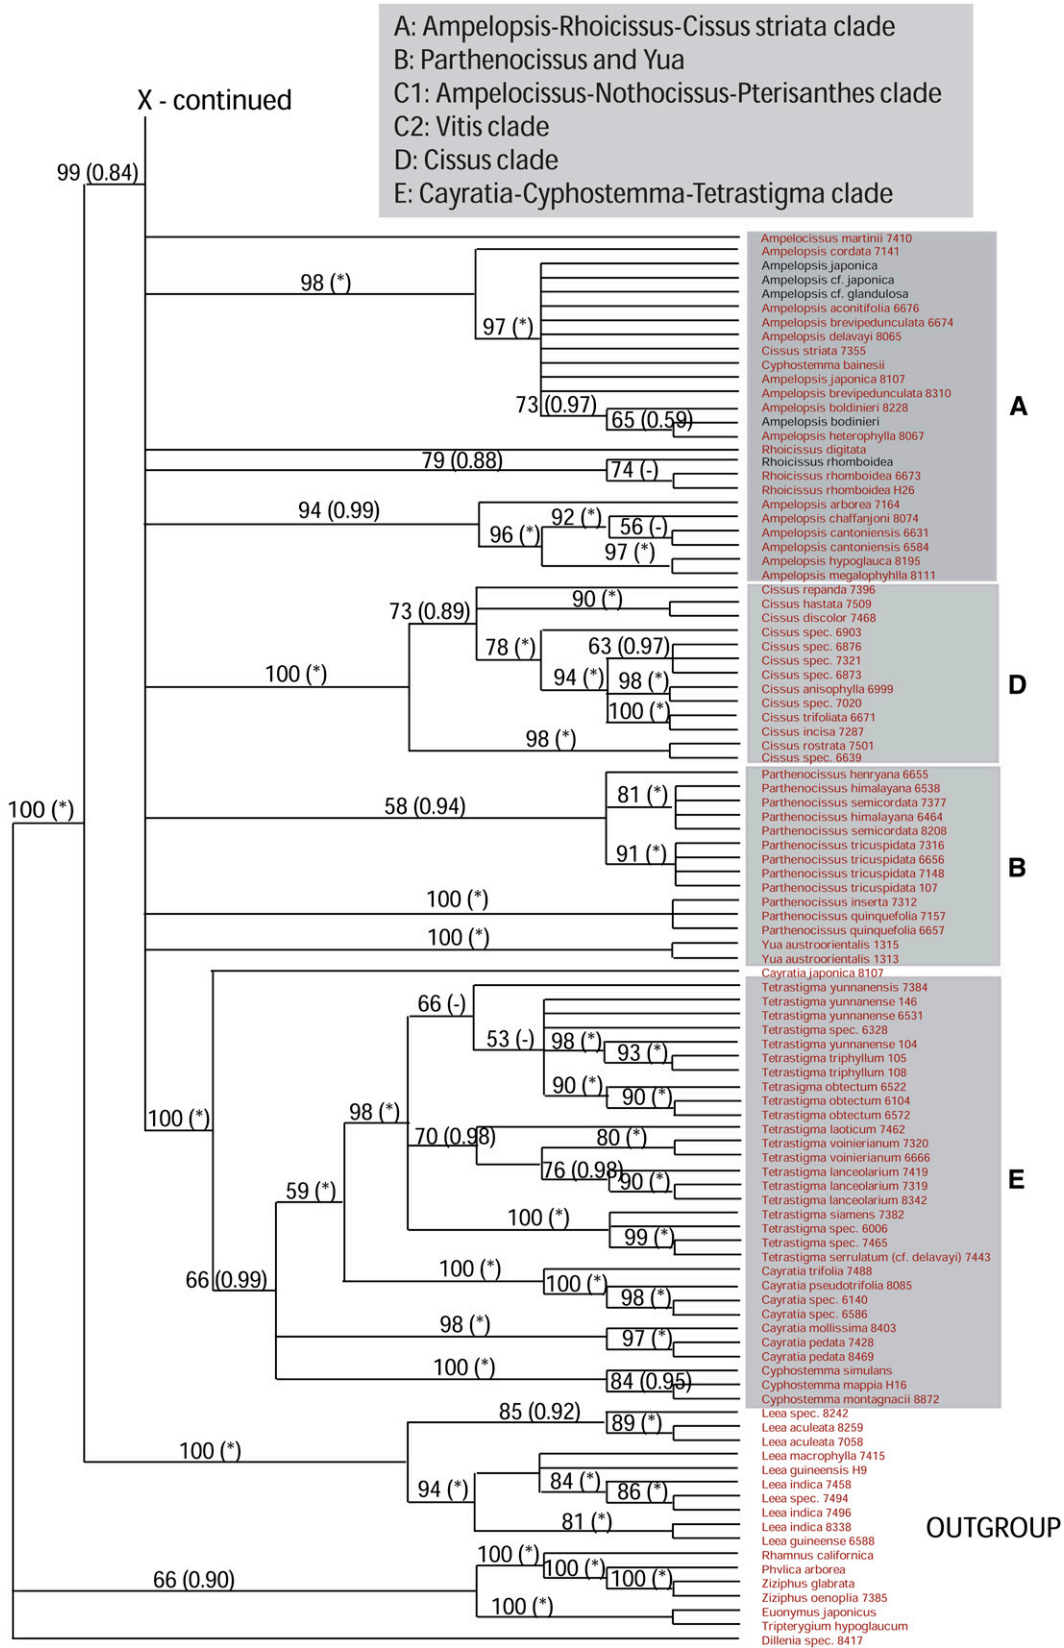 A: Ampelopsis-Rhoicissus-Cissus striata clade
B: Parthenocissus and Yua
C1: Ampelocissus-Nothocissus-Pterisanthes clade
C2: Vitis clade
D: Cissus clade
E: Cayratia-Cyphostemma-Tetrastigma clade
X - continued
99 (0.84)
Ampelocissus martinii 7410
Ampelopsis cordata 7141
Ampelopsis japonica
98 (*)
Ampelopsis cf. japonica
Ampelopsis cf. glandulosa
Ampelopsis aconitifolia 6676
97 (*)
Ampelopsis brevipedunculata 6674
Ampelopsis delavayi 8065
Cissus striata 7355
Cyphostemma bainesii
Ampelopsis japonica 8107
Ampelopsis brevipedunculata 8310
73 (0.97)
Ampelopsis boldinieri 8228
A
65 (0.59)
Ampelopsis bodinieri
Ampelopsis heterophylla 8067
Rhoicissus digitata
79 (0.88)
Rhoicissus rhomboidea
74 (-)
Rhoicissus rhomboidea 6673
Rhoicissus rhomboidea H26
94 (0.99)
Ampelopsis arborea 7164
92 (*)
Ampelopsis chaffanjoni 8074
96 (*)
56 (-)
Ampelopsis cantoniensis 6631
Ampelopsis cantoniensis 6584
97 (*)
Ampelopsis hypoglauca 8195
Ampelopsis megalophyhlla 8111
Cissus repanda 7396
73 (0.89)
90 (*)
Cissus hastata 7509
Cissus discolor 7468
Cissus spec. 6903
78 (*)
63 (0.97)
Cissus spec. 6876
Cissus spec. 7321
100 (*)
94 (*)
Cissus spec. 6873
98 (*)
Cissus anisophylla 6999
D
Cissus spec. 7020
100 (*)
Cissus trifoliata 6671
Cissus incisa 7287
98 (*)
Cissus rostrata 7501
Cissus spec. 6639
Parthenocissus henryana 6655
81 (*)
Parthenocissus himalayana 6538
Parthenocissus semicordata 7377
100 (*)
58 (0.94)
Parthenocissus himalayana 6464
Parthenocissus semicordata 8208
Parthenocissus tricuspidata 7316
91 (*)
Parthenocissus tricuspidata 6656
B
Parthenocissus tricuspidata 7148
Parthenocissus tricuspidata 107
100 (*)
Parthenocissus inserta 7312
Parthenocissus quinquefolia 7157
Parthenocissus quinquefolia 6657
100 (*)
Yua austroorientalis 1315
Yua austroorientalis 1313
Cayratia japonica 8107
Tetrastigma yunnanensis 7384
66 (-)
Tetrastigma yunnanense 146
Tetrastigma yunnanense 6531
Tetrastigma spec. 6328
53 (-)
98 (*)
Tetrastigma yunnanense 104
93 (*)
Tetrastigma triphyllum 105
Tetrastigma triphyllum 108
90 (*)
Tetrasigma obtectum 6522
90 (*)
Tetrastigma obtectum 6104
100 (*)
98 (*)
Tetrastigma obtectum 6572
Tetrastigma laoticum 7462
70 (0.98)
80 (*)
Tetrastigma voinierianum 7320
Tetrastigma voinierianum 6666
76 (0.98)
Tetrastigma lanceolarium 7419
90 (*)
Tetrastigma lanceolarium 7319
E
59 (*)
Tetrastigma lanceolarium 8342
100 (*)
Tetrastigma siamens 7382
Tetrastigma spec. 6006
99 (*)
Tetrastigma spec. 7465
Tetrastigma serrulatum (cf. delavayi) 7443
100 (*)
Cayratia trifolia 7488
66 (0.99)
100 (*)
Cayratia pseudotrifolia 8085
98 (*)
Cayratia spec. 6140
Cayratia spec. 6586
98 (*)
Cayratia mollissima 8403
97 (*)
Cayratia pedata 7428
Cayratia pedata 8469
100 (*)
Cyphostemma simulans
84 (0.95)
Cyphostemma mappia H16
Cyphostemma montagnacii 8872
85 (0.92)
Leea spec. 8242
89 (*)
Leea aculeata 8259
Leea aculeata 7058
100 (*)
Leea macrophylla 7415
Leea guineensis H9
94 (*)
84 (*)
Leea indica 7458
86 (*)
Leea spec. 7494
Leea indica 7496
81 (*)
Leea indica 8338
OUTGROUP
Leea guineense 6588
100 (*)
Rhamnus californica
100 (*)
Phvlica arborea
66 (0.90)
100 (*)
Ziziphus glabrata
Ziziphus oenoplia 7385
100 (*)
Euonymus japonicus
Tripterygium hypoglaucum
Dillenia spec. 8417